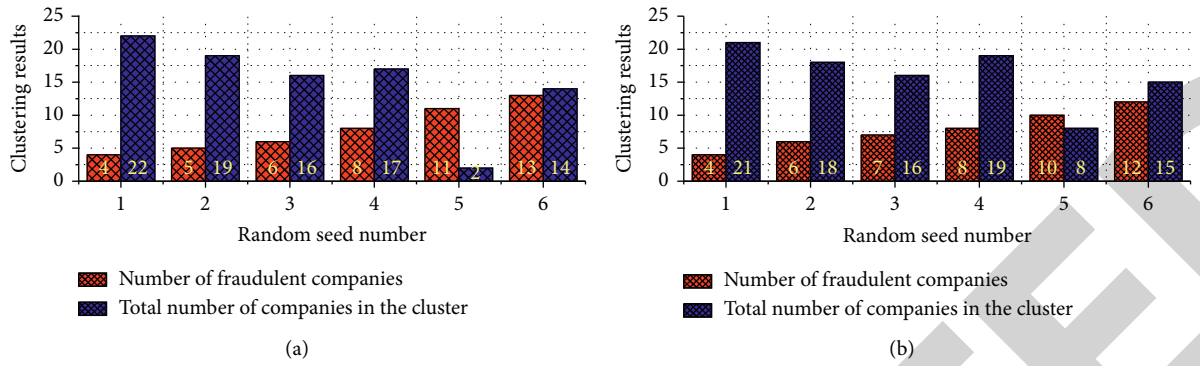 25
20
15
10
5
0
Clustering results
4 22 5 19 6 16 8 17 11 2 13 14
1 2 3 4 5 6
Random seed number
Number of fraudulent companies
Total number of companies in the cluster
(a)
25
20
15
10
5
0
Clustering results
4 21 6 18 7 16 8 19 10 8 12 15
1 2 3 4 5 6
Random seed number
Number of fraudulent companies
Total number of companies in the cluster
(b)